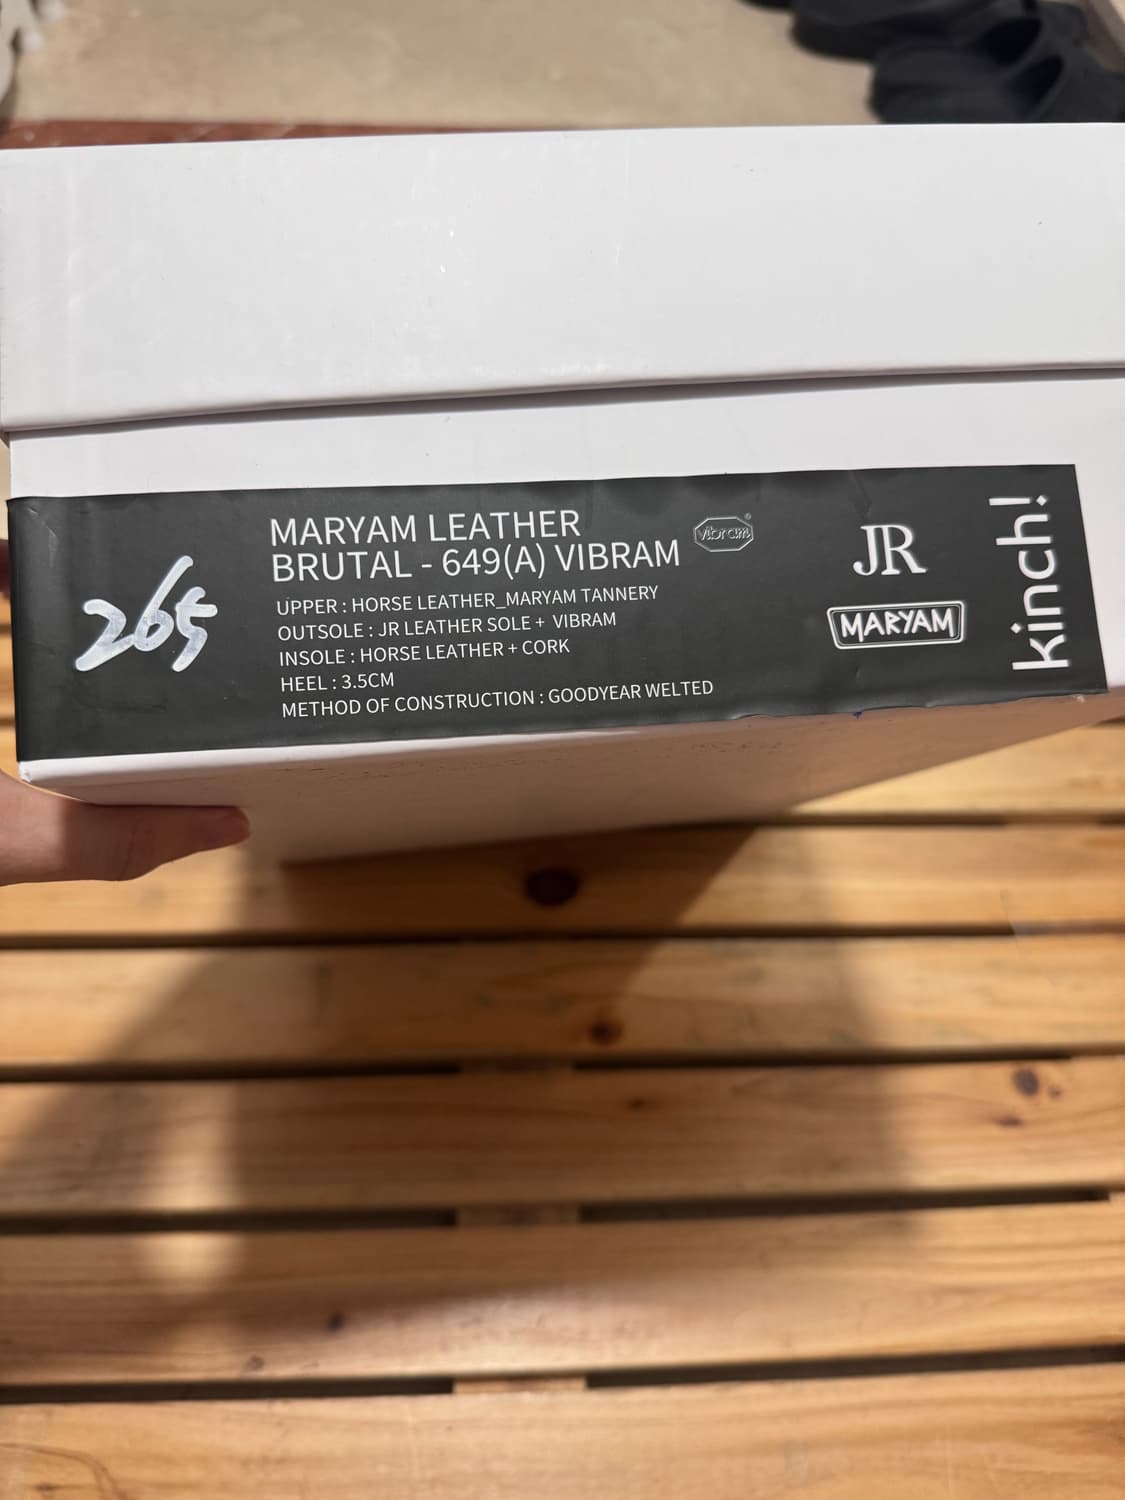 265
MARYAM LEATHER
BRUTAL - 649(A) VIBRAM
vibram®
UPPER : HORSE LEATHER_MARYAM TANNERY
OUTSOLE : JR LEATHER SOLE + VIBRAM
INSOLE : HORSE LEATHER + CORK
HEEL : 3.5CM
METHOD OF CONSTRUCTION : GOODYEAR WELTED
JR
MARYAM
kinch!